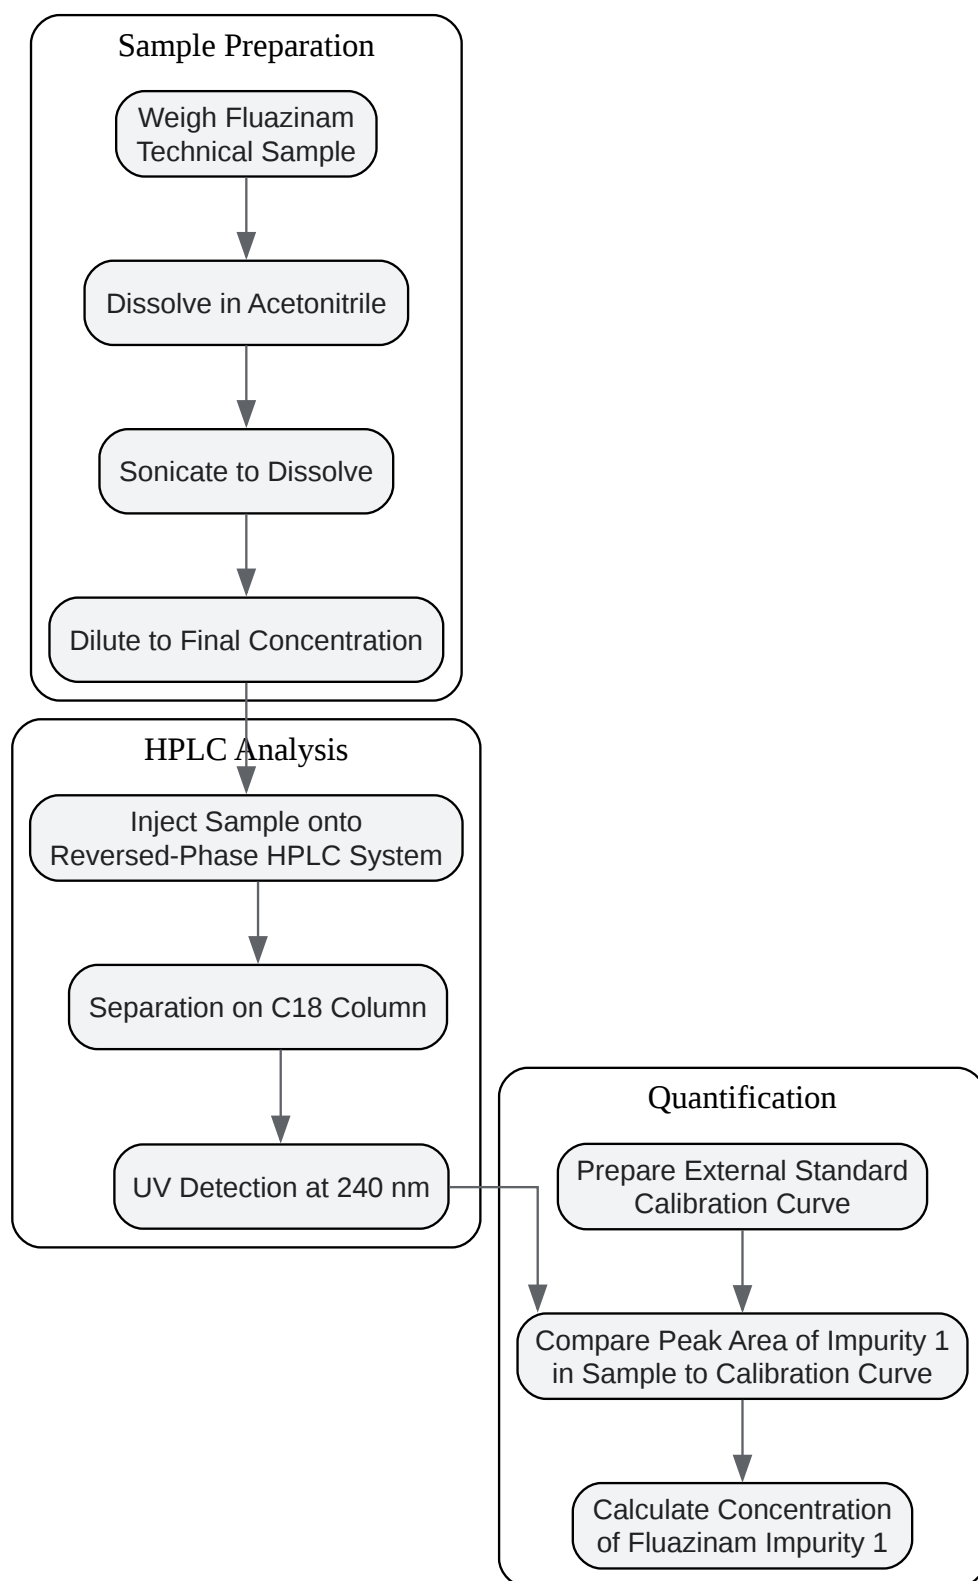 Sample Preparation
Weigh Fluazinam
Technical Sample
Dissolve in Acetonitrile
Sonicate to Dissolve
Dilute to Final Concentration
HPLC Analysis
Inject Sample onto
Reversed-Phase HPLC System
Separation on C18 Column
UV Detection at 240 nm
Quantification
Prepare External Standard
Calibration Curve
Compare Peak Area of Impurity 1
in Sample to Calibration Curve
Calculate Concentration
of Fluazinam Impurity 1